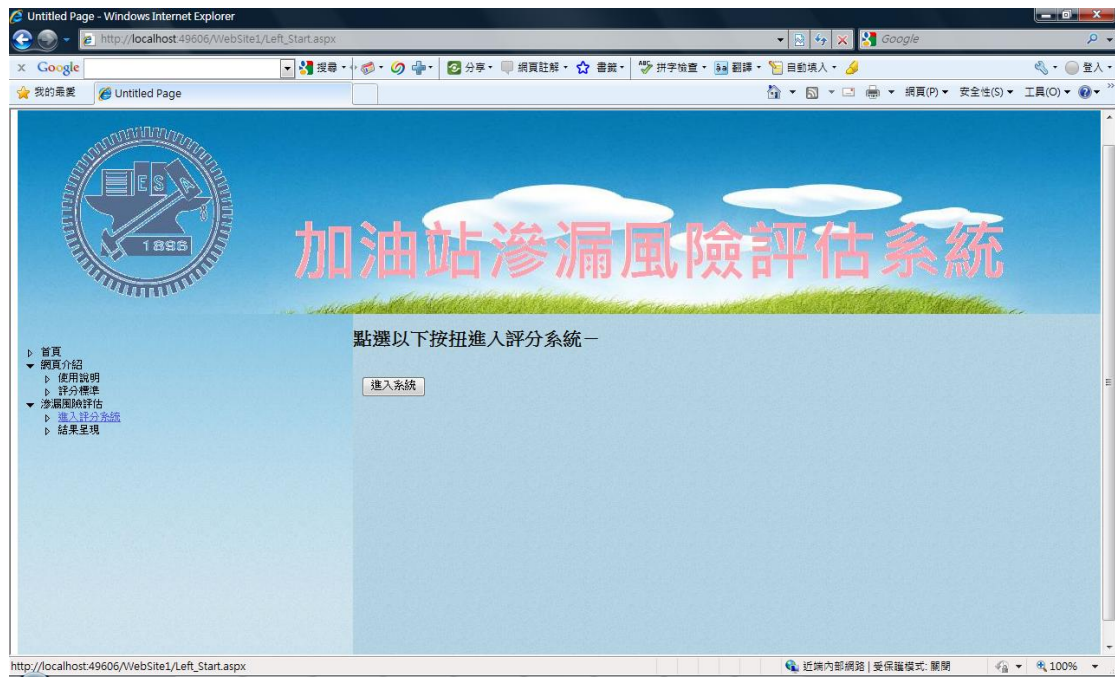 Untitled Page - Windows Internet Explorer
http://localhost:49606/WebSite1/Left_Start.aspx
Google
x Google 搜尋 分享 網頁註解 書籤 拼字檢查 翻譯 自動填入 登入
我的最愛 Untitled Page 網頁(P) 安全性(S) 工具(O)
E S A
1896
加油站滲漏風險評估系統
點選以下按扭進入評分系統－
進入系統
首頁
網頁介紹
使用說明
評分標準
滲漏風險評估
進入評分系統
結果呈現
http://localhost:49606/WebSite1/Left_Start.aspx 近端內部網路 | 受保護模式: 關閉 100%